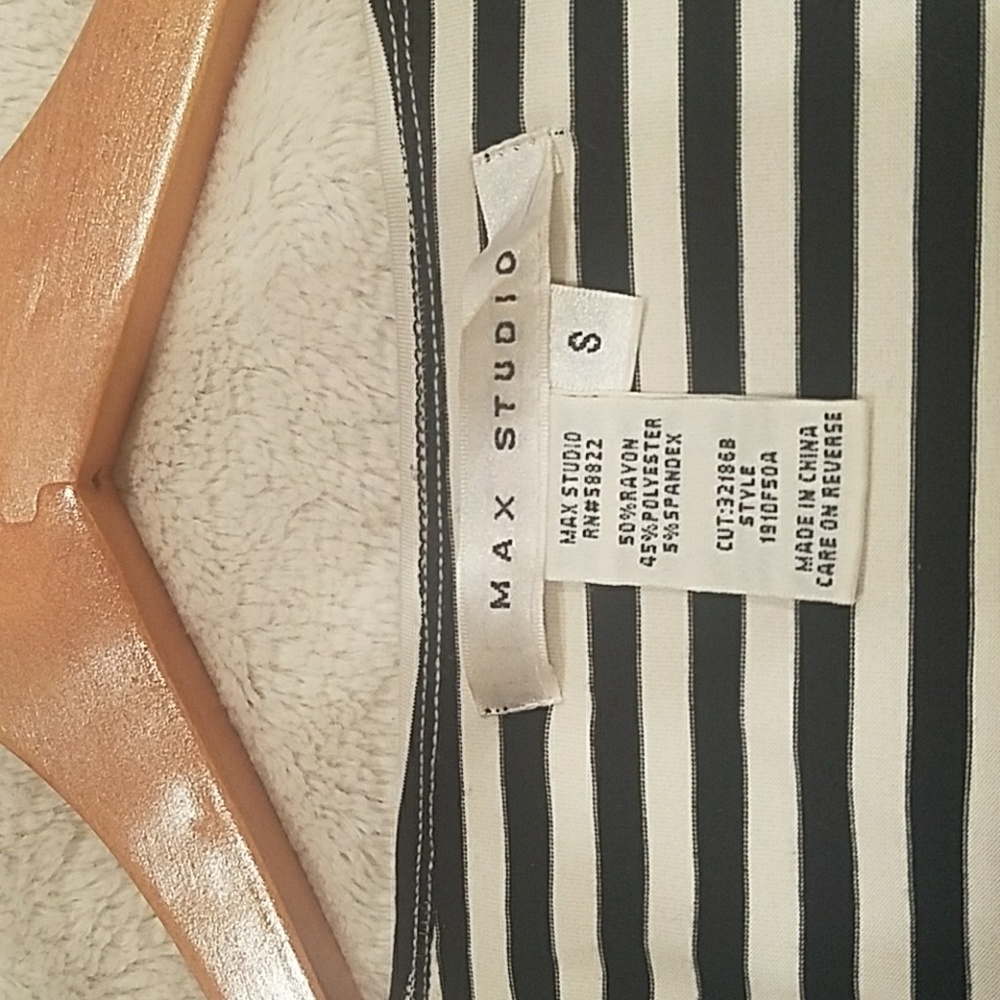 MAX STUDIO
S
MAX STUDIO
RN#58822
50%RAYON
45%POLYESTER
5%SPANDEX
CUT:32186B
STYLE
1910F50A
MADE IN CHINA
CARE ON REVERSE